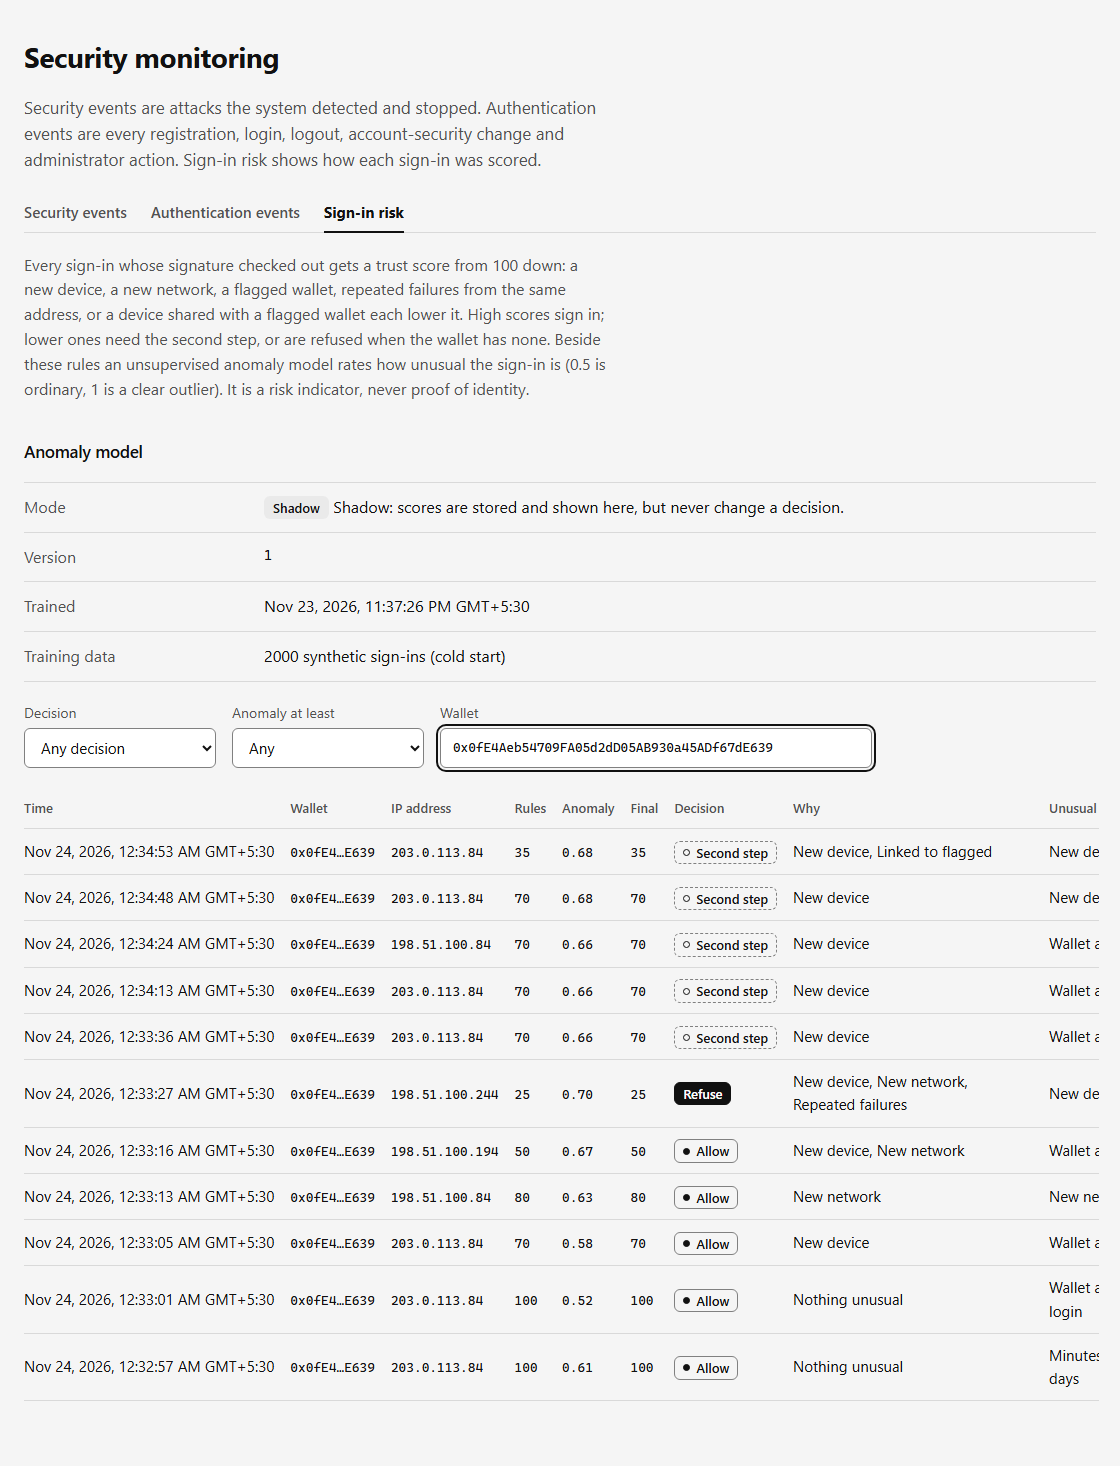 Security monitoring
Security events are attacks the system detected and stopped. Authentication
events are every registration, login, logout, account-security change and
administrator action. Sign-in risk shows how each sign-in was scored.
Security events Authentication events Sign-in risk
Every sign-in whose signature checked out gets a trust score from 100 down: a
new device, a new network, a flagged wallet, repeated failures from the same
address, or a device shared with a flagged wallet each lower it. High scores sign in;
lower ones need the second step, or are refused when the wallet has none. Beside
these rules an unsupervised anomaly model rates how unusual the sign-in is (0.5 is
ordinary, 1 is a clear outlier). It is a risk indicator, never proof of identity.
Anomaly model
Mode Shadow Shadow: scores are stored and shown here, but never change a decision.
Version 1
Trained Nov 23, 2026, 11:37:26 PM GMT+5:30
Training data 2000 synthetic sign-ins (cold start)
Decision Anomaly at least Wallet
Any decision Any 0x0fE4Aeb54709FA05d2dD05AB930a45ADf67dE639
Time Wallet IP address Rules Anomaly Final Decision Why Unusual
Nov 24, 2026, 12:34:53 AM GMT+5:30 0x0fE4…E639 203.0.113.84 35 0.68 35 Second step New device, Linked to flagged New de
Nov 24, 2026, 12:34:48 AM GMT+5:30 0x0fE4…E639 203.0.113.84 70 0.68 70 Second step New device New de
Nov 24, 2026, 12:34:24 AM GMT+5:30 0x0fE4…E639 198.51.100.84 70 0.66 70 Second step New device Wallet a
Nov 24, 2026, 12:34:13 AM GMT+5:30 0x0fE4…E639 203.0.113.84 70 0.66 70 Second step New device Wallet a
Nov 24, 2026, 12:33:36 AM GMT+5:30 0x0fE4…E639 203.0.113.84 70 0.66 70 Second step New device Wallet a
Nov 24, 2026, 12:33:27 AM GMT+5:30 0x0fE4…E639 198.51.100.244 25 0.70 25 Refuse New device, New network, New de
Repeated failures
Nov 24, 2026, 12:33:16 AM GMT+5:30 0x0fE4…E639 198.51.100.194 50 0.67 50 Allow New device, New network Wallet a
Nov 24, 2026, 12:33:13 AM GMT+5:30 0x0fE4…E639 198.51.100.84 80 0.63 80 Allow New network New ne
Nov 24, 2026, 12:33:05 AM GMT+5:30 0x0fE4…E639 203.0.113.84 70 0.58 70 Allow New device Wallet a
Nov 24, 2026, 12:33:01 AM GMT+5:30 0x0fE4…E639 203.0.113.84 100 0.52 100 Allow Nothing unusual Wallet a
login
Nov 24, 2026, 12:32:57 AM GMT+5:30 0x0fE4…E639 203.0.113.84 100 0.61 100 Allow Nothing unusual Minutes
days